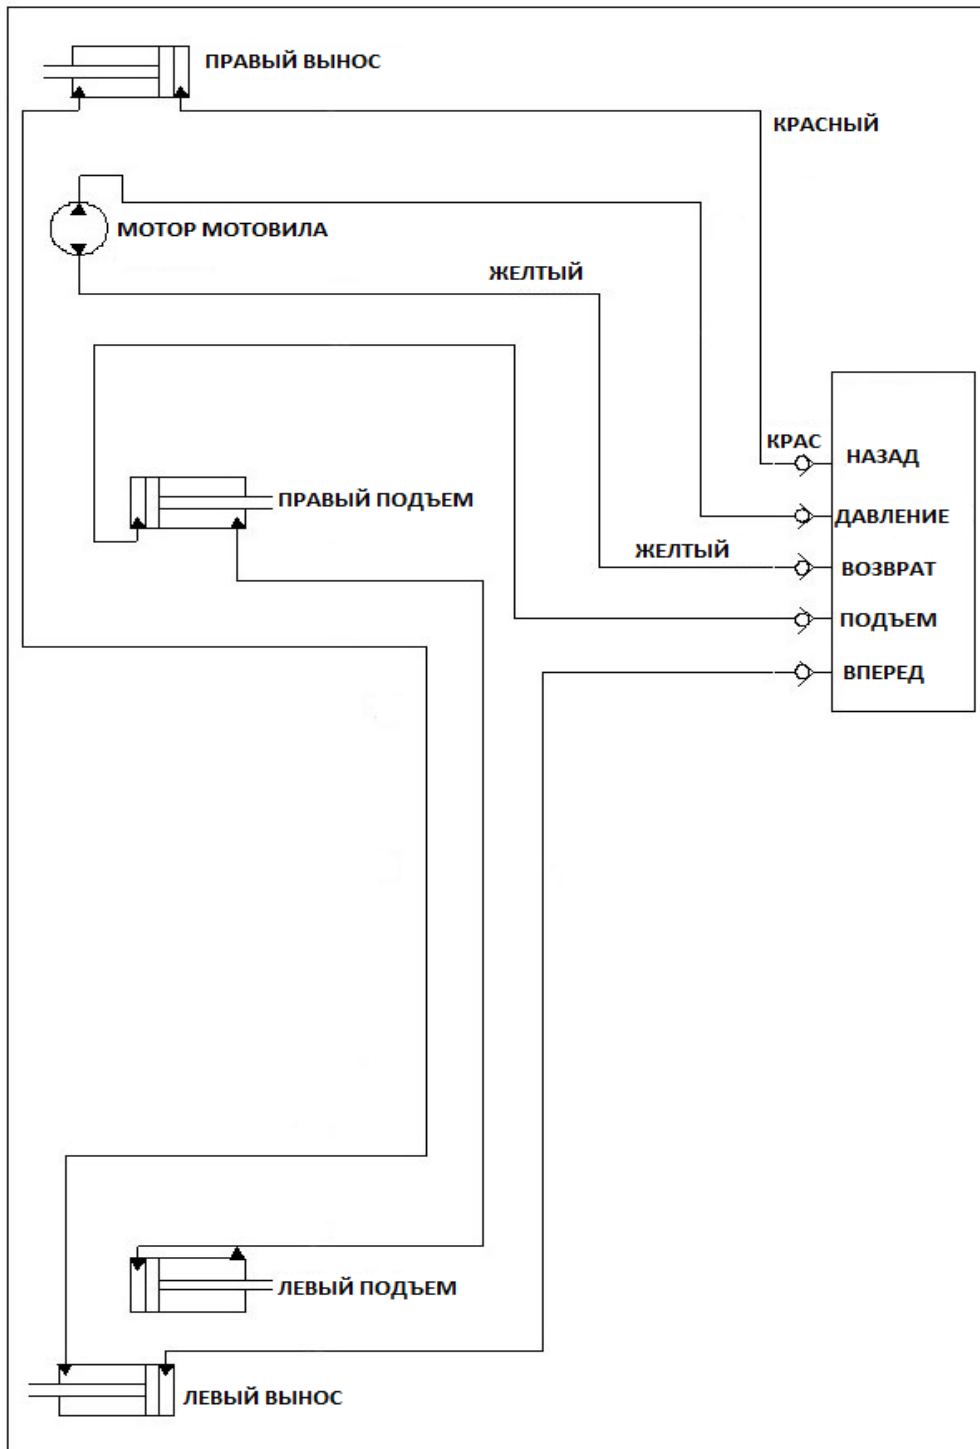 ПРАВЫЙ ВЫНОС
КРАСНЫЙ
МОТОР МОТОВИЛА
ЖЕЛТЫЙ
КРАС
НАЗАД
ПРАВЫЙ ПОДЪЕМ
ДАВЛЕНИЕ
ЖЕЛТЫЙ
ВОЗВРАТ
ПОДЪЕМ
ВПЕРЕД
ЛЕВЫЙ ПОДЪЕМ
ЛЕВЫЙ ВЫНОС